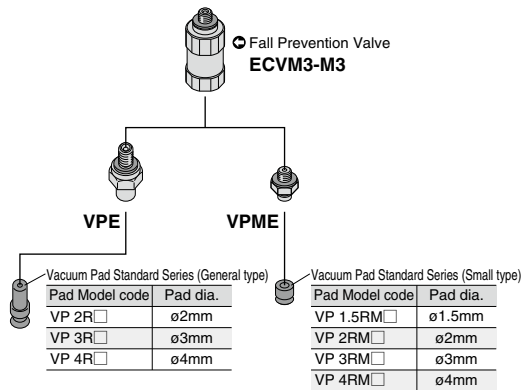 Fall Prevention Valve
ECVM3-M3
VPE
VPME
Vacuum Pad Standard Series (General type)
Pad Model code Pad dia.
VP 2R□ ø2mm
VP 3R□ ø3mm
VP 4R□ ø4mm
Vacuum Pad Standard Series (Small type)
Pad Model code Pad dia.
VP 1.5RM□ ø1.5mm
VP 2RM□ ø2mm
VP 3RM□ ø3mm
VP 4RM□ ø4mm